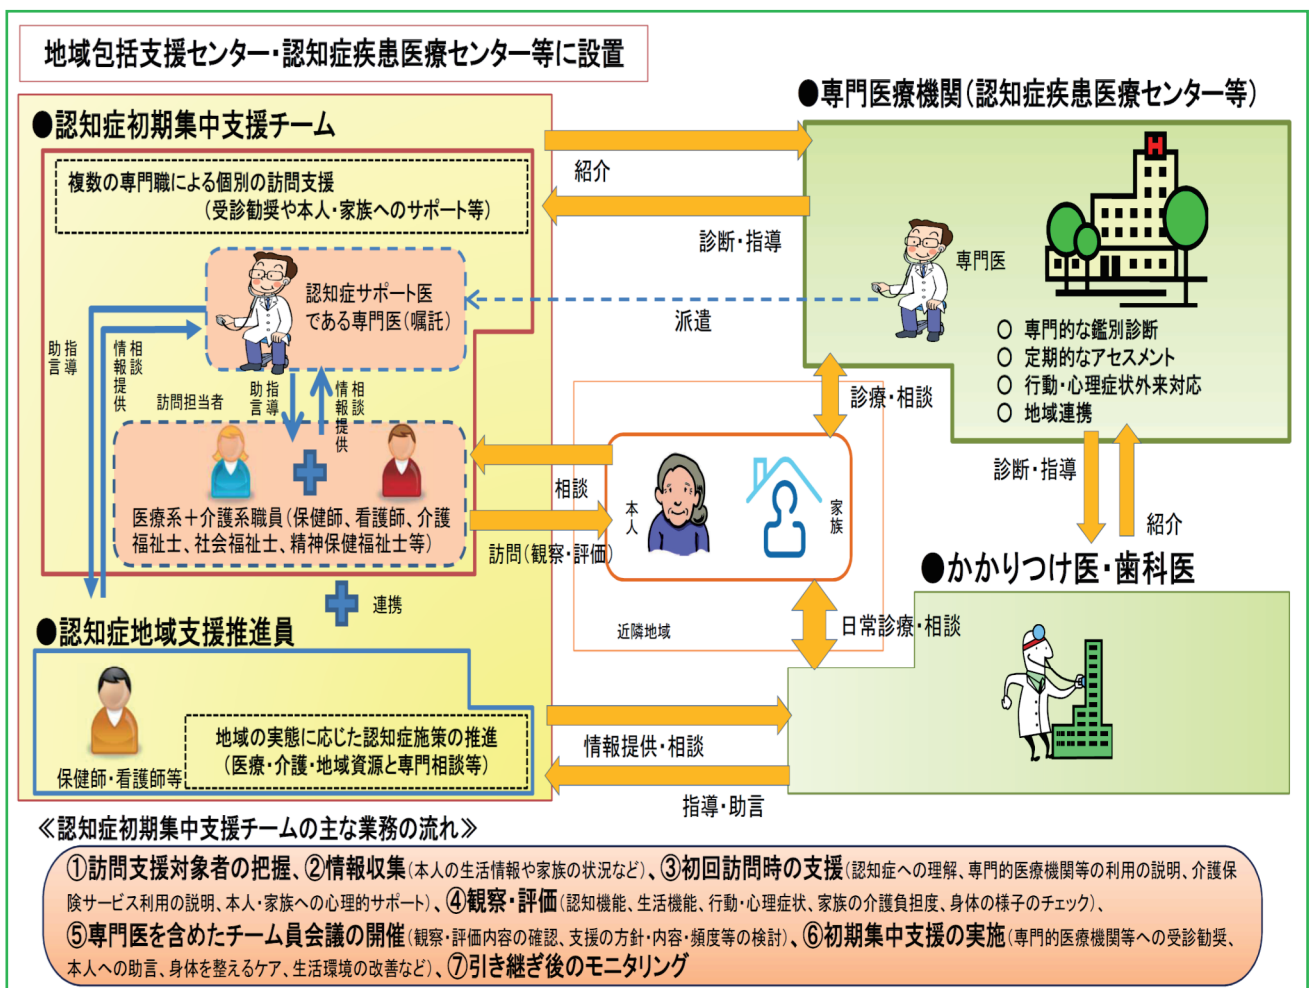 地域包括支援センター・認知症疾患医療センター等に設置
●専門医療機関（認知症疾患医療センター等）
●認知症初期集中支援チーム
複数の専門職による個別の訪問支援
（受診勧奨や本人・家族へのサポート等）
紹介
診断・指導
H
専門医
認知症サポート医
である専門医（嘱託）
派遣
○ 専門的な鑑別診断
○ 定期的なアセスメント
○ 行動・心理症状外来対応
○ 地域連携
指導
助言
相談
情報提供
訪問担当者
指導
助言
相談
情報提供
診療・相談
診断・指導
紹介
相談
本人
家族
医療系＋介護系職員（保健師、看護師、介護
福祉士、社会福祉士、精神保健福祉士等）
訪問（観察・評価）
●かかりつけ医・歯科医
連携
近隣地域
日常診療・相談
●認知症地域支援推進員
地域の実態に応じた認知症施策の推進
（医療・介護・地域資源と専門相談等）
保健師・看護師等
情報提供・相談
指導・助言
≪認知症初期集中支援チームの主な業務の流れ≫
①訪問支援対象者の把握、②情報収集（本人の生活情報や家族の状況など）、③初回訪問時の支援（認知症への理解、専門的医療機関等の利用の説明、介護保
険サービス利用の説明、本人・家族への心理的サポート）、④観察・評価（認知機能、生活機能、行動・心理症状、家族の介護負担度、身体の様子のチェック）、
⑤専門医を含めたチーム員会議の開催（観察・評価内容の確認、支援の方針・内容・頻度等の検討）、⑥初期集中支援の実施（専門的医療機関等への受診勧奨、
本人への助言、身体を整えるケア、生活環境の改善など）、⑦引き継ぎ後のモニタリング